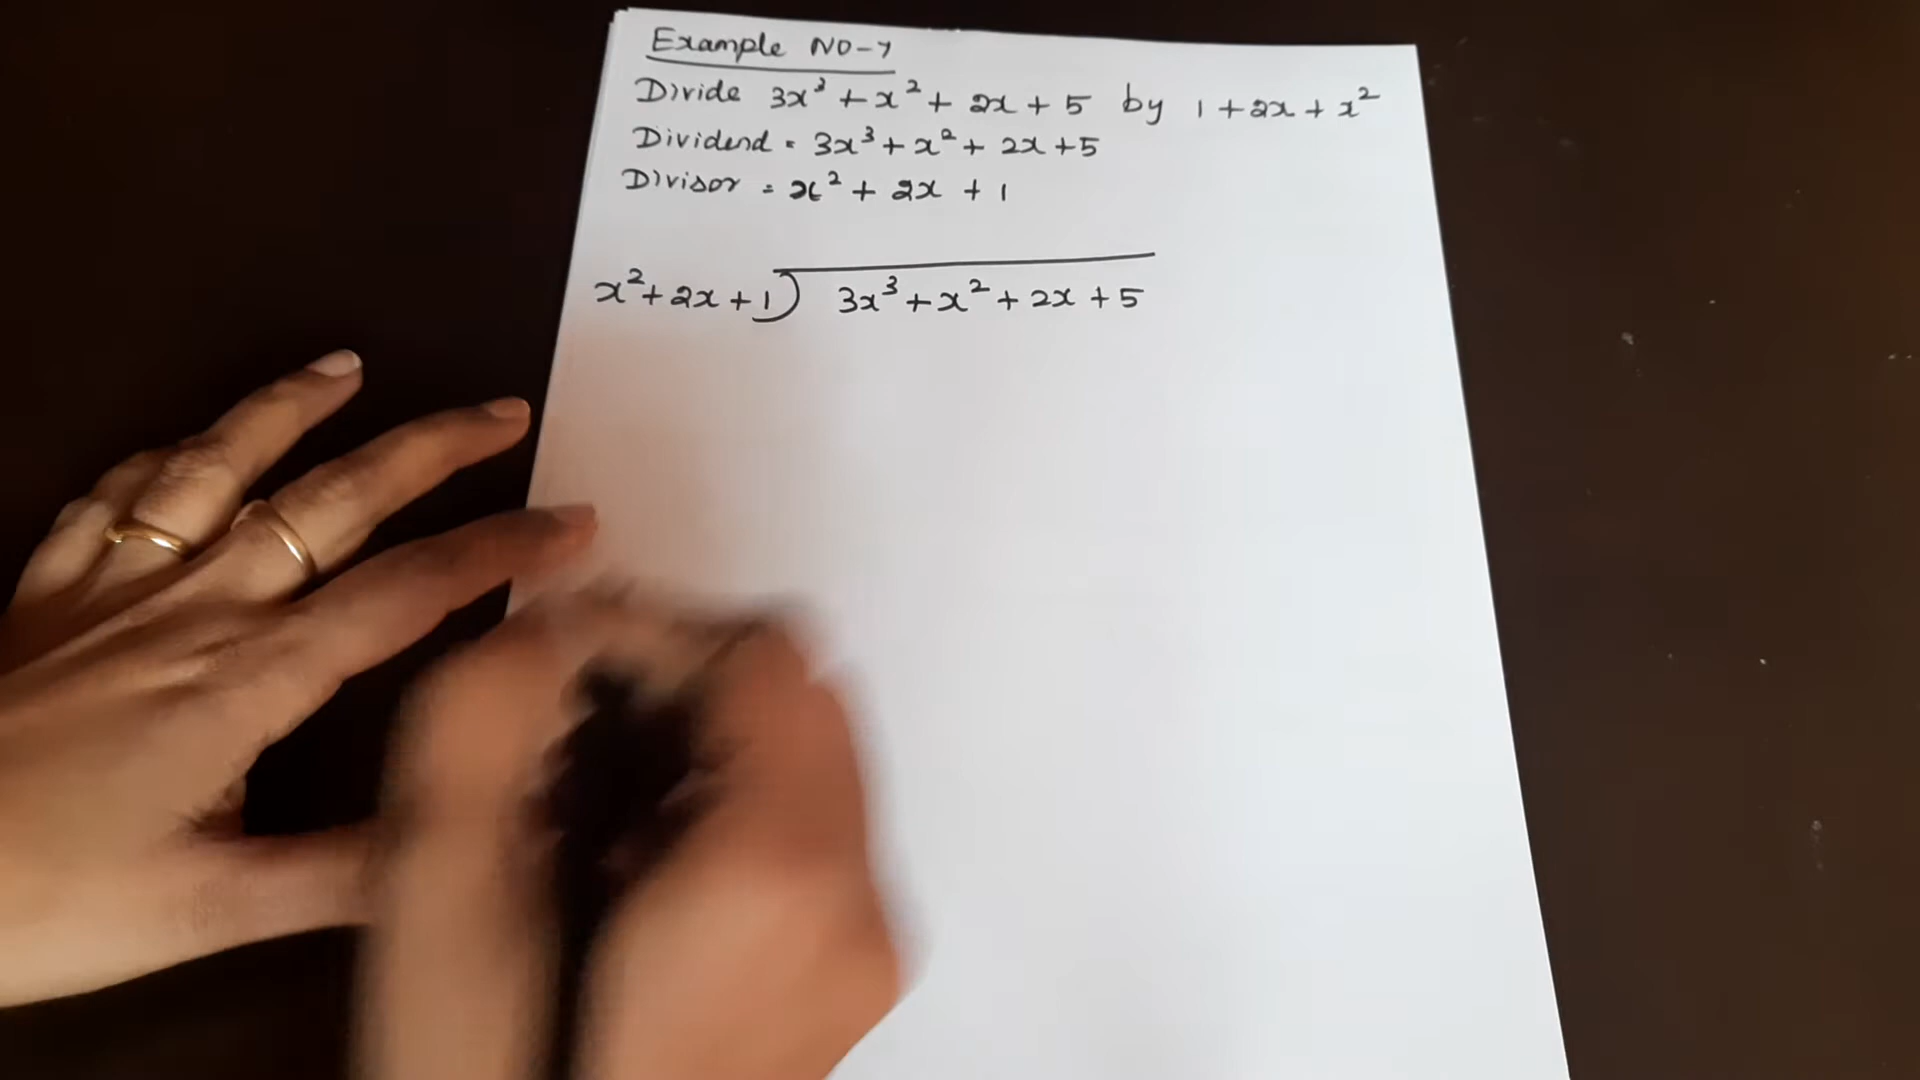 Example NO-7
Divide 3x³ + x² + 2x + 5 by 1 + 2x + x²
Dividend = 3x³ + x² + 2x + 5
Divisor = x² + 2x + 1
x² + 2x + 1 ) 3x³ + x² + 2x + 5